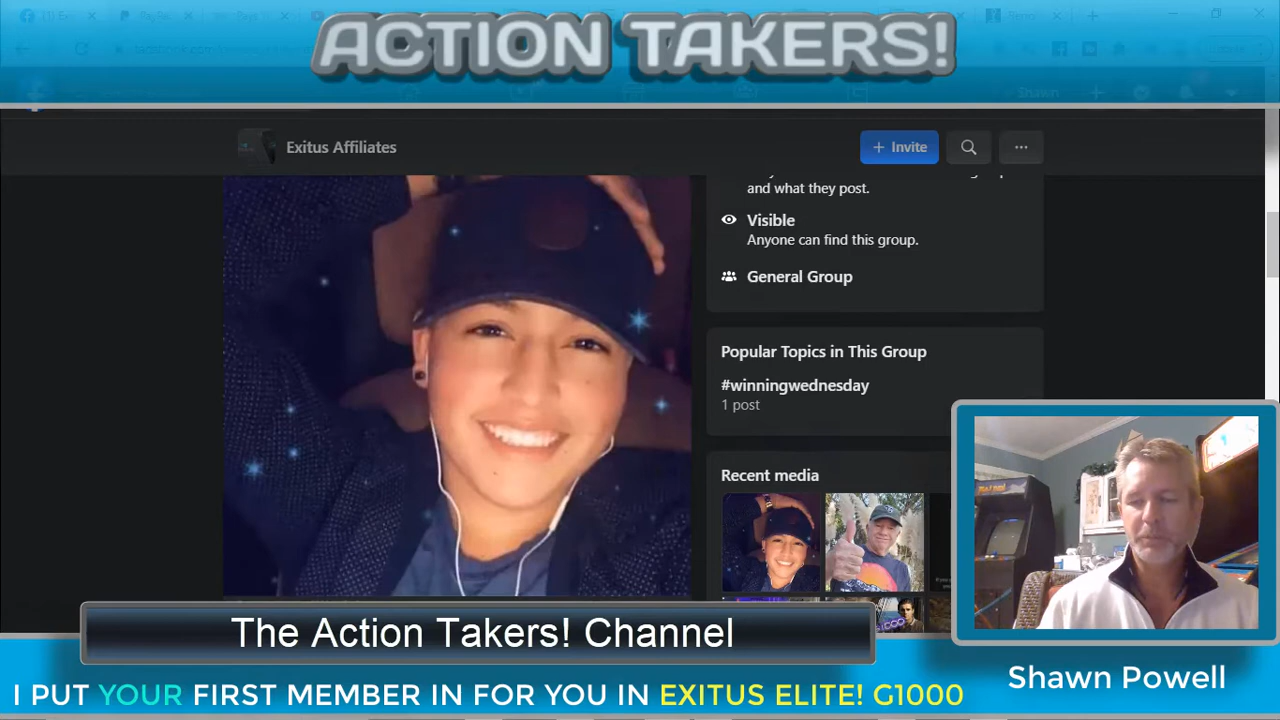 ACTION TAKERS!
Exitus Affiliates
+ Invite
and what they post.
Visible
Anyone can find this group.
General Group
Popular Topics in This Group
#winningwednesday
1 post
Recent media
The Action Takers! Channel
Shawn Powell
I PUT YOUR FIRST MEMBER IN FOR YOU IN EXITUS ELITE! G1000